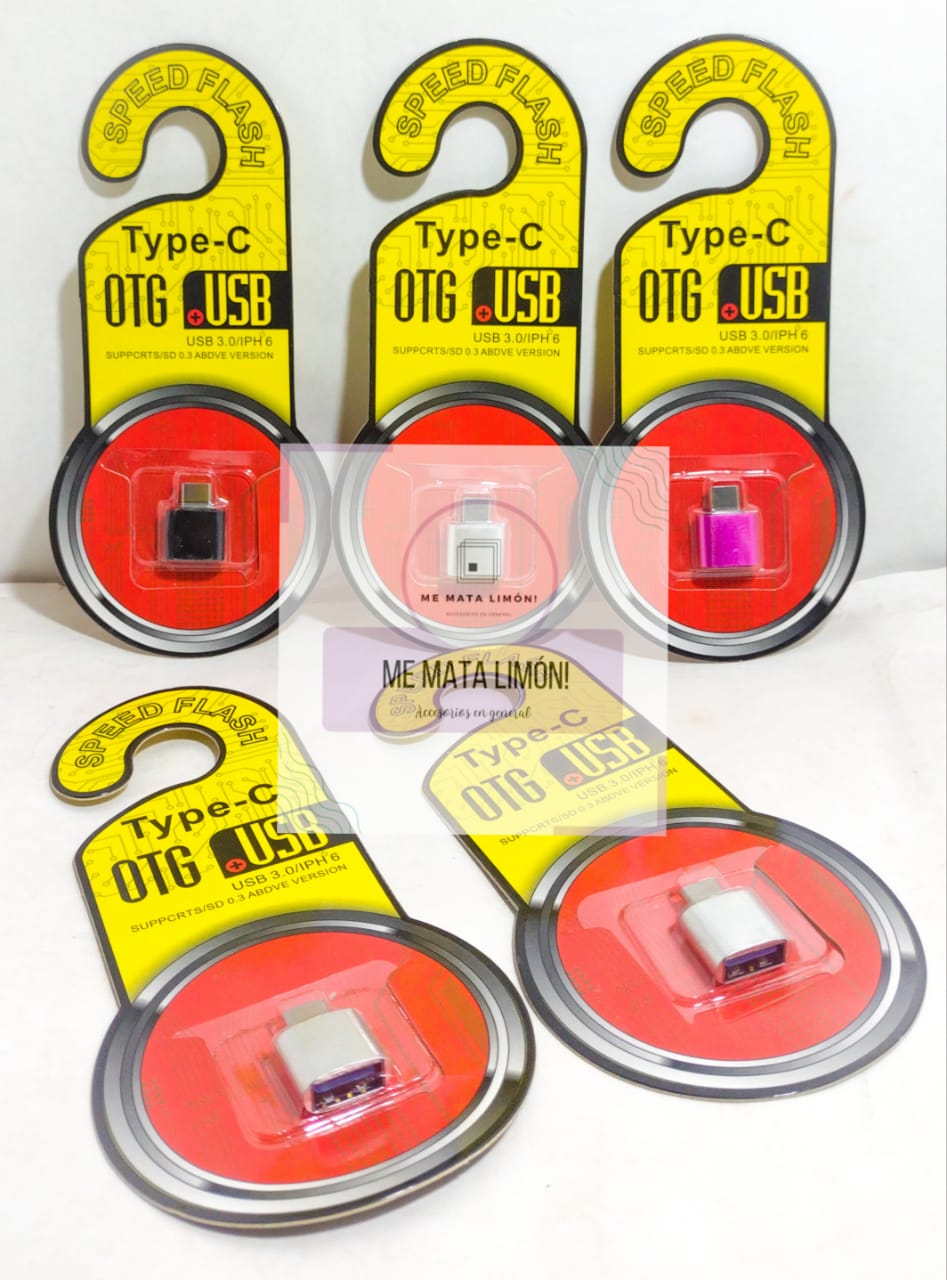 SPEED FLASH
Type-C
OTG USB
USB 3.0/IPH 6
SUPPCRTS/SD 0.3 ABDVE VERSION
SPEED FLASH
Type-C
OTG USB
USB 3.0/IPH 6
SUPPCRTS/SD 0.3 ABDVE VERSION
SPEED FLASH
Type-C
OTG USB
USB 3.0/IPH 6
SUPPCRTS/SD 0.3 ABDVE VERSION
ME MATA LIMÓN!
ACCESORIOS EN GENERAL
ME MATA LIMÓN!
Accesorios en general
SPEED FLASH
Type-C
OTG USB
USB 3.0/IPH 6
SUPPCRTS/SD 0.3 ABDVE VERSION
Type-C
OTG USB
USB 3.0/IPH 6
SUPPCRTS/SD 0.3 ABDVE VERSION